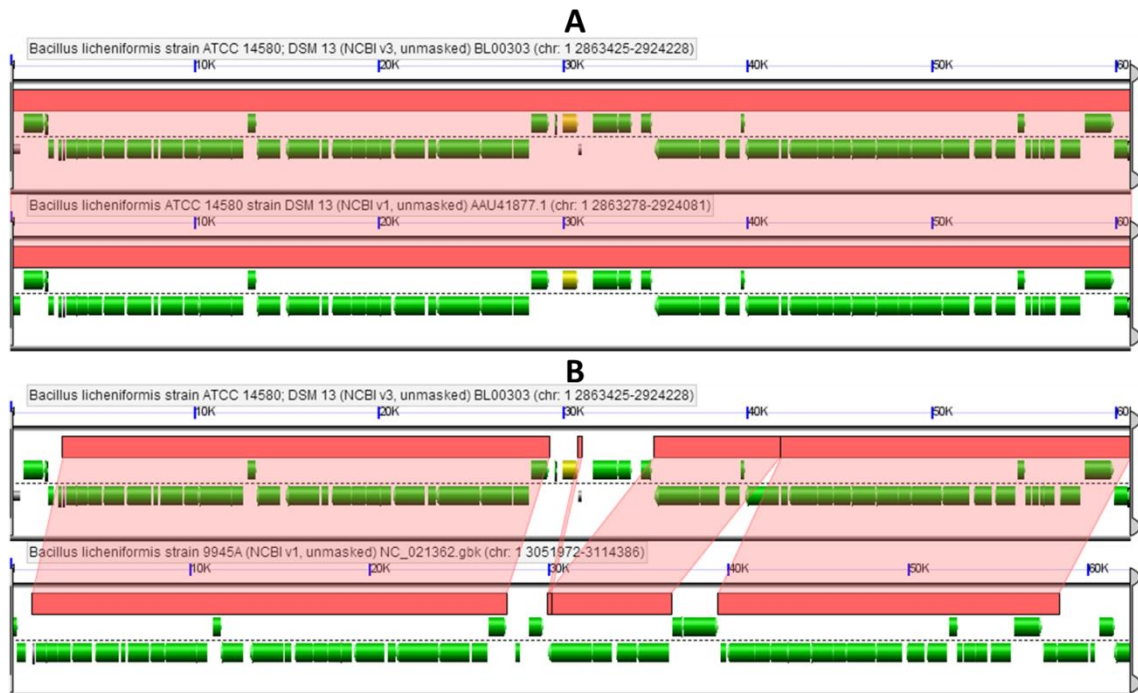 A
Bacillus licheniformis strain ATCC 14580; DSM 13 (NCBI v3, unmasked) BL00303 (chr: 1 2863425-2924228)
10K 20K 30K 40K 50K 60
Bacillus licheniformis ATCC 14580 strain DSM 13 (NCBI v1, unmasked) AAU41877.1 (chr: 1 2863278-2924081)
10K 20K 30K 40K 50K 60
B
Bacillus licheniformis strain ATCC 14580; DSM 13 (NCBI v3, unmasked) BL00303 (chr: 1 2863425-2924228)
10K 20K 30K 40K 50K 60
Bacillus licheniformis strain 9945A (NCBI v1, unmasked) NC_021362.gbk (chr: 1 3051972-3114386)
10K 20K 30K 40K 50K 60K